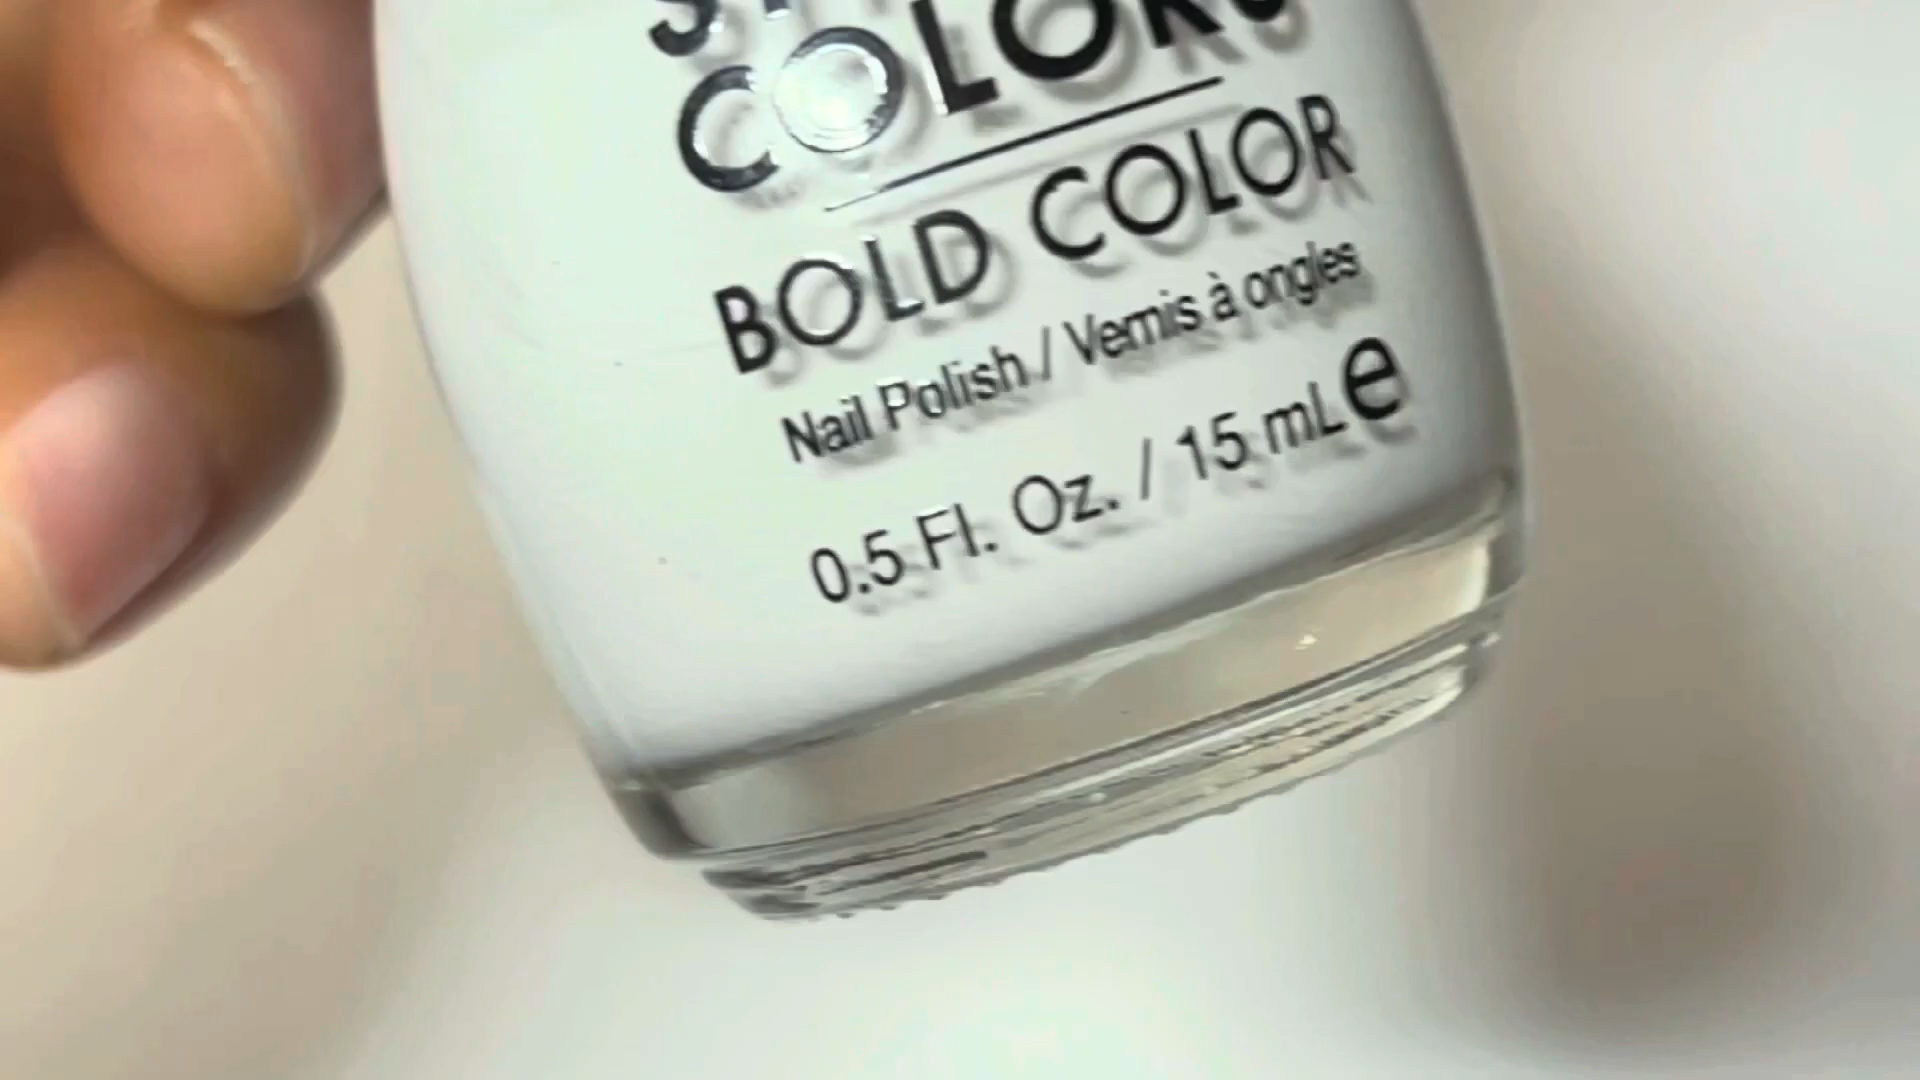 COLORS
BOLD COLOR
Nail Polish / Vernis à ongles
0.5 Fl. Oz. / 15 mL e